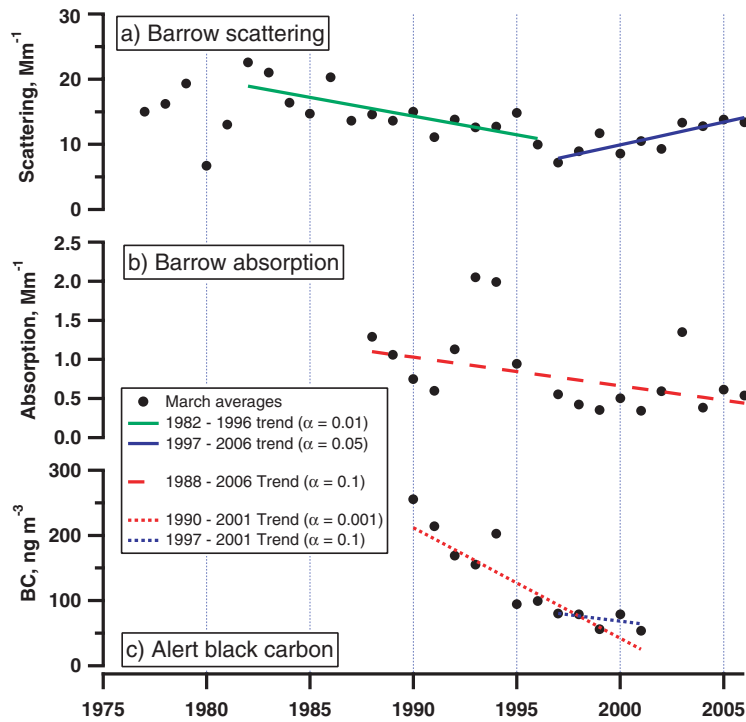 a) Barrow scattering
Scattering, Mm⁻¹
30
20
10
0
b) Barrow absorption
Absorption, Mm⁻¹
2.5
2.0
1.5
1.0
0.5
0.0
March averages
1982 - 1996 trend (α = 0.01)
1997 - 2006 trend (α = 0.05)
1988 - 2006 Trend (α = 0.1)
1990 - 2001 Trend (α = 0.001)
1997 - 2001 Trend (α = 0.1)
BC, ng m⁻³
300
200
100
0
c) Alert black carbon
1975 1980 1985 1990 1995 2000 2005